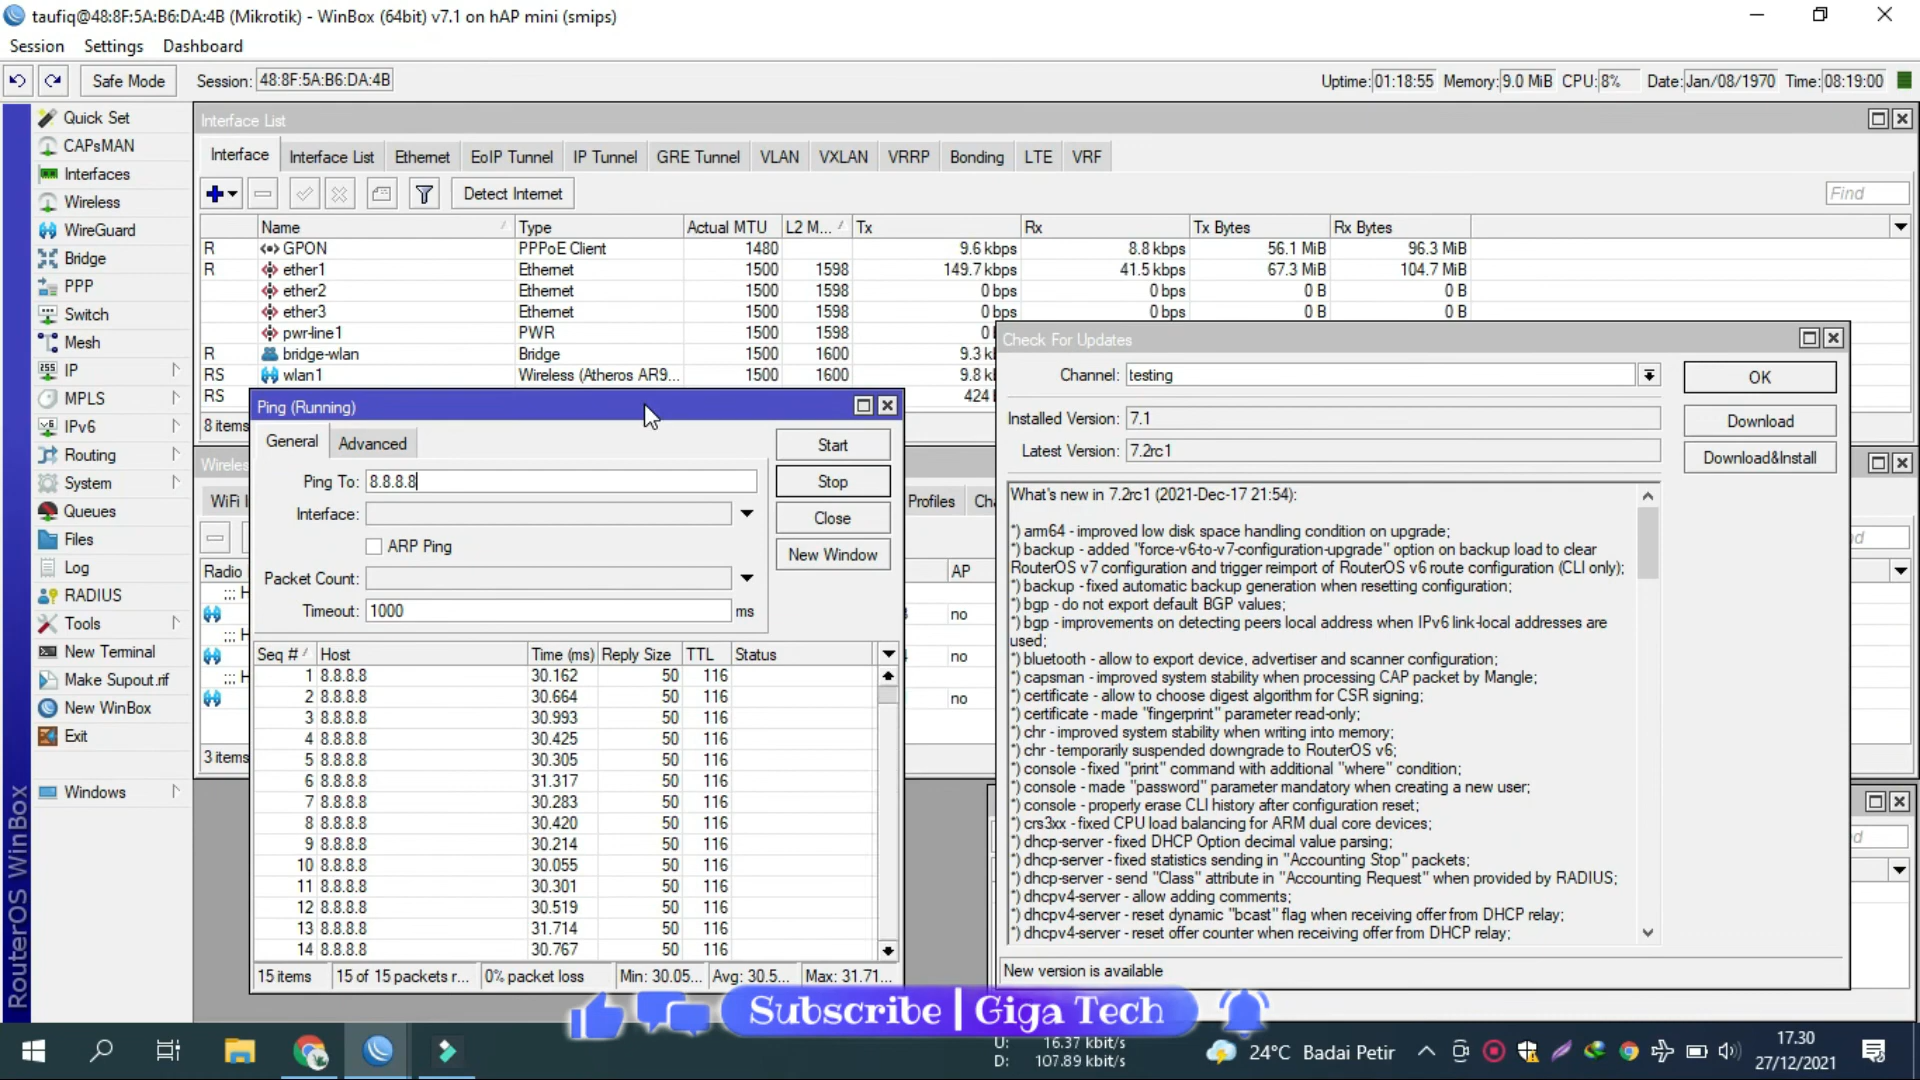 taufiq@48:8F:5A:B6:DA:4B (Mikrotik) - WinBox (64bit) v7.1 on hAP mini (smips)
Session Settings Dashboard
Safe Mode Session: 48:8F:5A:B6:DA:4B Uptime: 01:18:55 Memory: 9.0 MiB CPU: 8% Date: Jan/08/1970 Time: 08:19:00
Quick Set
CAPsMAN
Interfaces
Wireless
WireGuard
Bridge
PPP
Switch
Mesh
IP
MPLS
IPv6
Routing
System
Queues
Files
Log
RADIUS
Tools
New Terminal
Make Supout.rif
New WinBox
Exit
Windows
RouterOS WinBox
Interface List
Interface Interface List Ethernet EoIP Tunnel IP Tunnel GRE Tunnel VLAN VXLAN VRRP Bonding LTE VRF
Detect Internet Find
Name Type Actual MTU L2 M... Tx Rx Tx Bytes Rx Bytes
R GPON PPPoE Client 1480 9.6 kbps 8.8 kbps 56.1 MiB 96.3 MiB
R ether1 Ethernet 1500 1598 149.7 kbps 41.5 kbps 67.3 MiB 104.7 MiB
ether2 Ethernet 1500 1598 0 bps 0 bps 0 B 0 B
ether3 Ethernet 1500 1598 0 bps 0 bps 0 B 0 B
pwr-line1 PWR 1500 1598 0
R bridge-wlan Bridge 1500 1600 9.3 k
RS wlan1 Wireless (Atheros AR9... 1500 1600 9.8 k
RS 424
8 items
Wireles
WiFi I Profiles Cha
Radio AP
;;; H
no
;;; H
no
;;; H
no
3 items
Ping (Running)
General Advanced
Ping To: 8.8.8.8
Interface:
ARP Ping
Packet Count:
Timeout: 1000 ms
Start
Stop
Close
New Window
Seq # Host Time (ms) Reply Size TTL Status
1 8.8.8.8 30.162 50 116
2 8.8.8.8 30.664 50 116
3 8.8.8.8 30.993 50 116
4 8.8.8.8 30.425 50 116
5 8.8.8.8 30.305 50 116
6 8.8.8.8 31.317 50 116
7 8.8.8.8 30.283 50 116
8 8.8.8.8 30.420 50 116
9 8.8.8.8 30.214 50 116
10 8.8.8.8 30.055 50 116
11 8.8.8.8 30.301 50 116
12 8.8.8.8 30.519 50 116
13 8.8.8.8 31.714 50 116
14 8.8.8.8 30.767 50 116
15 items 15 of 15 packets r... 0% packet loss Min: 30.05... Avg: 30.5... Max: 31.71...
Check For Updates
Channel: testing
Installed Version: 7.1
Latest Version: 7.2rc1
OK
Download
Download&Install
What's new in 7.2rc1 (2021-Dec-17 21:54):
*) arm64 - improved low disk space handling condition on upgrade;
*) backup - added "force-v6-to-v7-configuration-upgrade" option on backup load to clear
RouterOS v7 configuration and trigger reimport of RouterOS v6 route configuration (CLI only);
*) backup - fixed automatic backup generation when resetting configuration;
*) bgp - do not export default BGP values;
*) bgp - improvements on detecting peers local address when IPv6 link-local addresses are
used;
*) bluetooth - allow to export device, advertiser and scanner configuration;
*) capsman - improved system stability when processing CAP packet by Mangle;
*) certificate - allow to choose digest algorithm for CSR signing;
*) certificate - made "fingerprint" parameter read-only;
*) chr - improved system stability when writing into memory;
*) chr - temporarily suspended downgrade to RouterOS v6;
*) console - fixed "print" command with additional "where" condition;
*) console - made "password" parameter mandatory when creating a new user;
*) console - properly erase CLI history after configuration reset;
*) crs3xx - fixed CPU load balancing for ARM dual core devices;
*) dhcp-server - fixed DHCP Option decimal value parsing;
*) dhcp-server - fixed statistics sending in "Accounting Stop" packets;
*) dhcp-server - send "Class" attribute in "Accounting Request" when provided by RADIUS;
*) dhcpv4-server - allow adding comments;
*) dhcpv4-server - reset dynamic "bcast" flag when receiving offer from DHCP relay;
*) dhcpv4-server - reset offer counter when receiving offer from DHCP relay;
New version is available
Subscribe | Giga Tech
U: 16.37 kbit/s
D: 107.89 kbit/s
24°C Badai Petir
17.30
27/12/2021